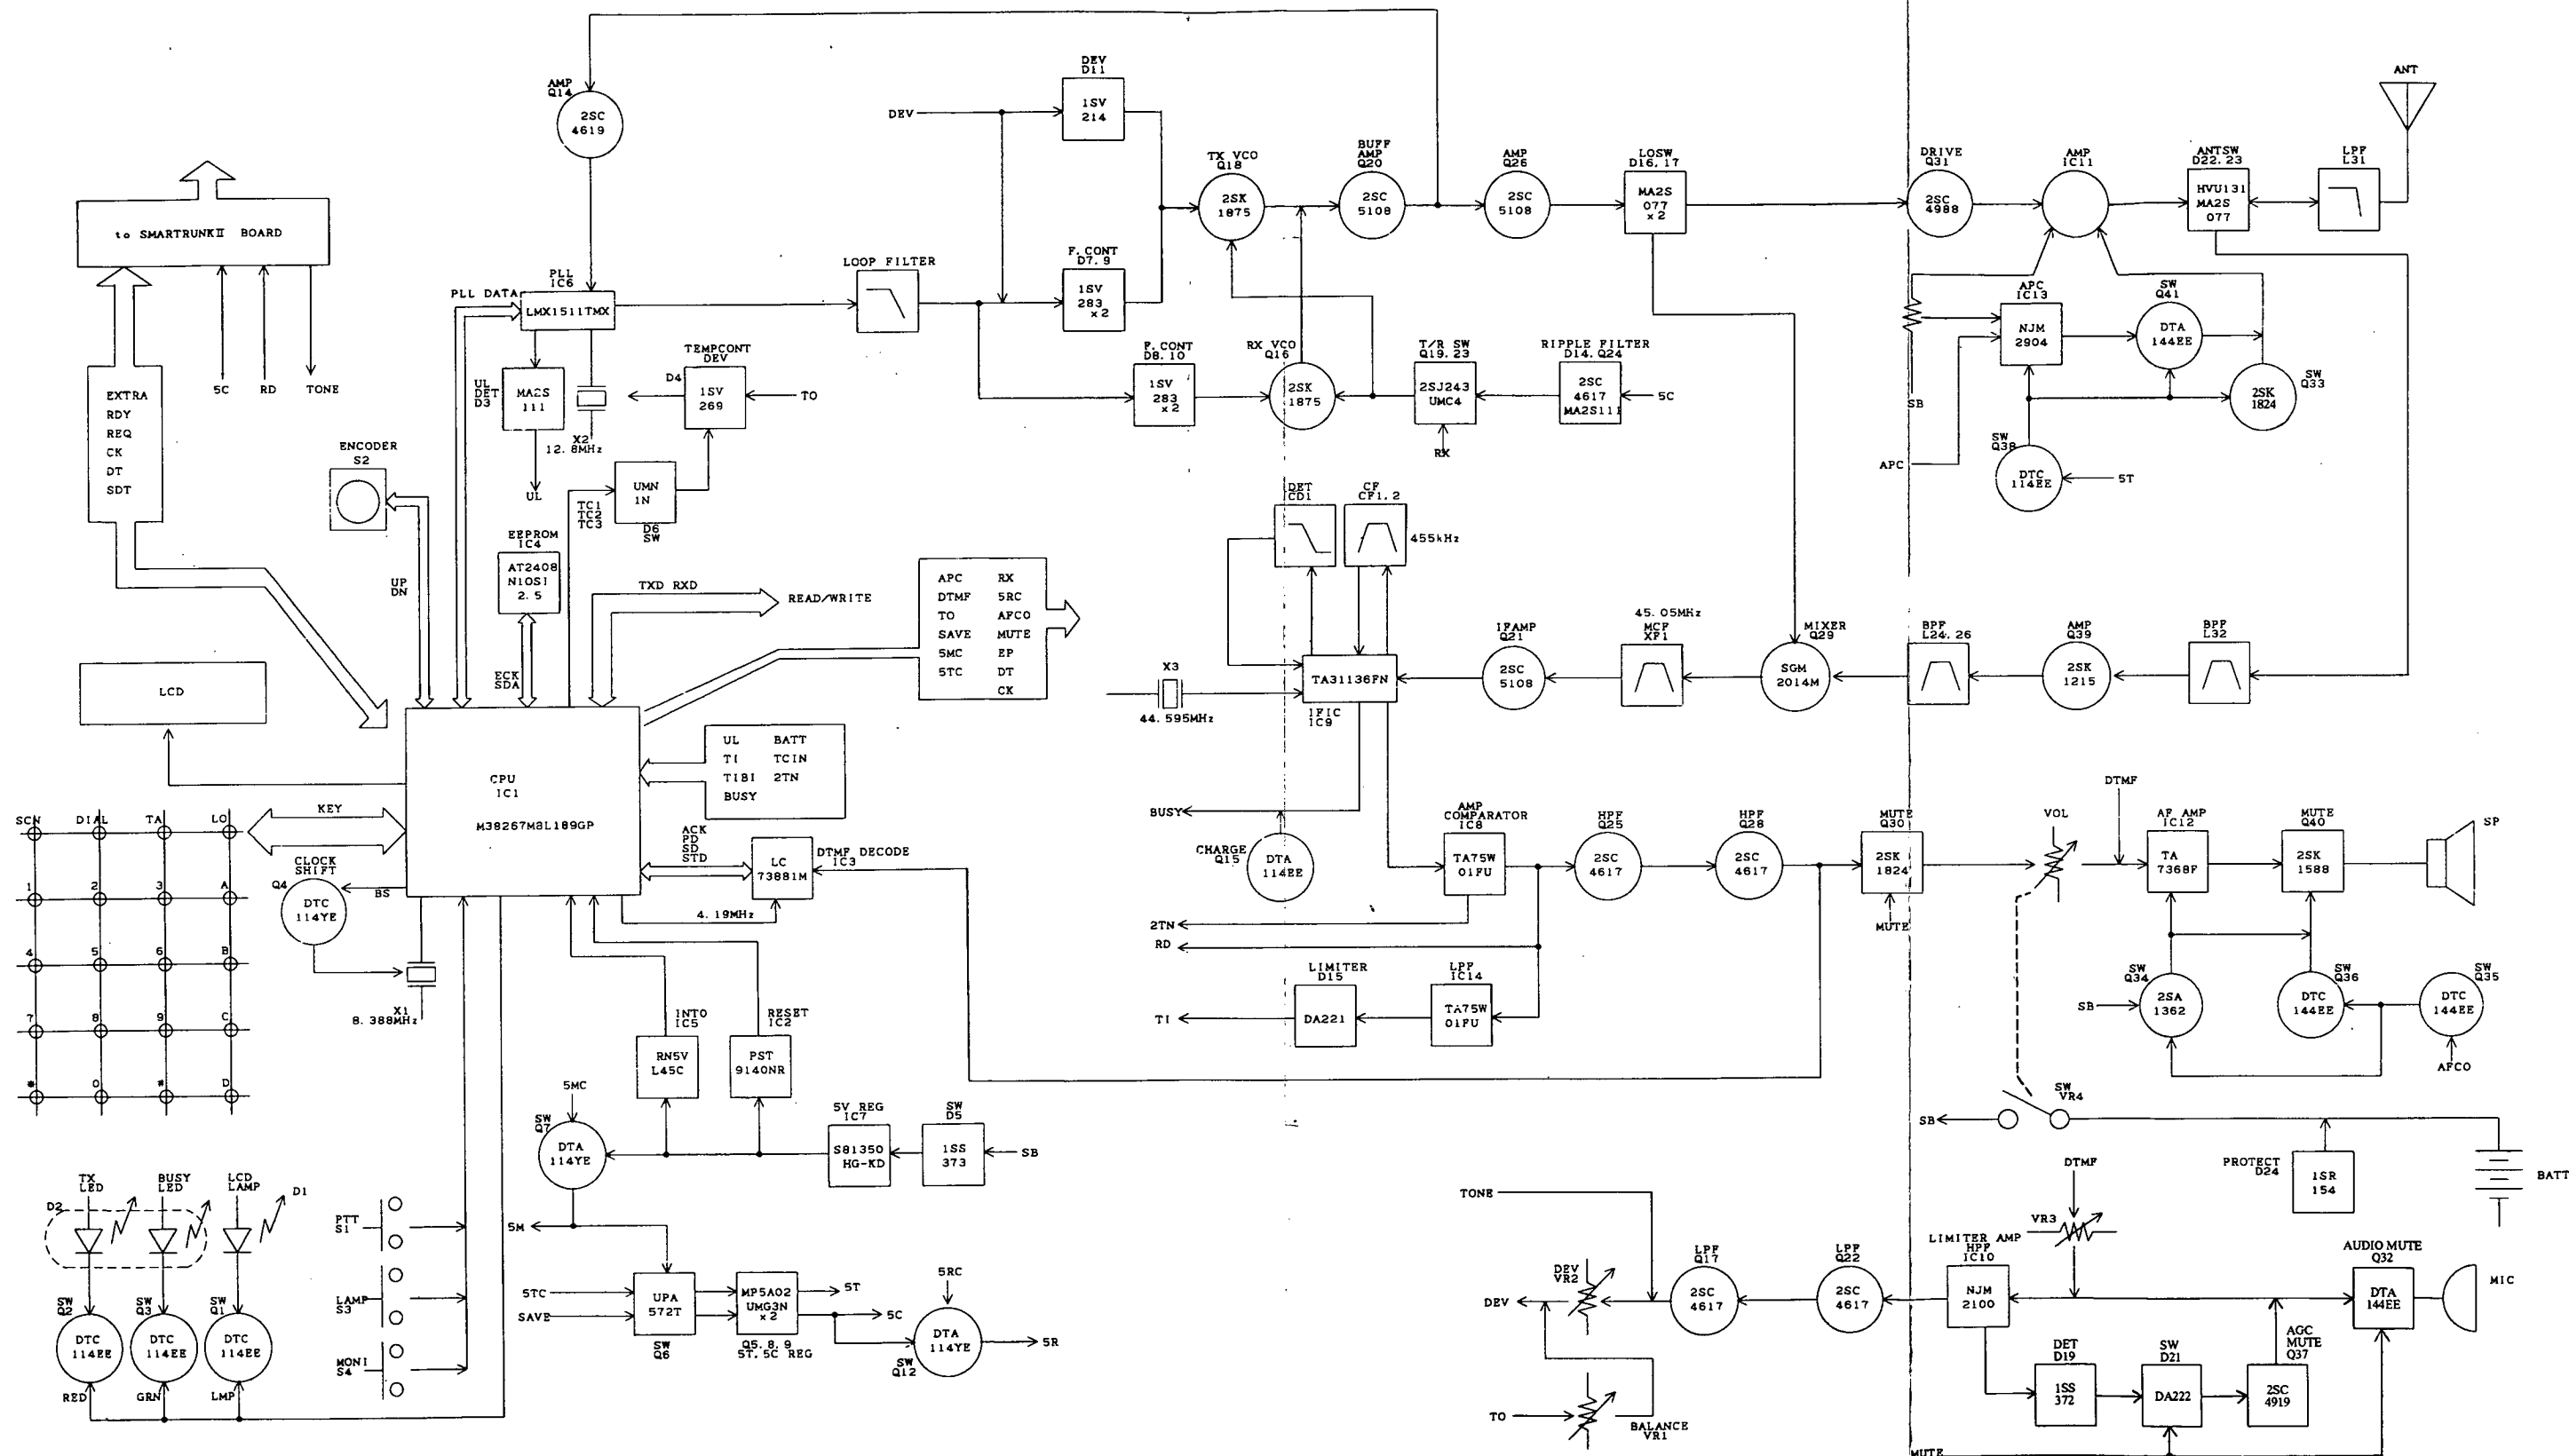 AMP
Q14
2SC
4619
to SMARTRUNKⅡ BOARD
5C
RD
TONE
EXTRA
RDY
REQ
CK
DT
SDT
ENCODER
S2
UP
DN
LCD
PLL DATA
PLL
IC6
LMX1511TMX
UL
DET
D3
MA2S
111
UL
X2
12.8MHz
TEMPCONT
DEV
D4
1SV
269
TO
TC1
TC2
TC3
UMN
1N
D6
SW
EEPROM
IC4
AT2408
N10SI
2.5
ECK
SDA
TXD RXD
READ/WRITE
APC RX
DTMF 5RC
TO AFCO
SAVE MUTE
5MC EP
5TC DT
CK
CPU
IC1
M38267M8L189GP
UL BATT
TI TCIN
TIBI 2TN
BUSY
KEY
SCN DIAL TA LO
1 2 3 A
4 5 6 B
7 8 9 C
* 0 # D
CLOCK
SHIFT
Q4
DTC
114YE
BS
X1
8.388MHz
ACK
PD
SD
STD
LC
73881M
DTMF DECODE
IC3
4.19MHz
INTO
IC5
RN5V
L45C
RESET
IC2
PST
9140NR
5MC
SW
Q7
DTA
114YE
5V REG
IC7
S81350
HG-KD
SW
D5
1SS
373
SB
5M
5TC
SAVE
UPA
572T
SW
Q6
MP5A02
UMG3N
x2
Q5.8.9
5T.5C REG
5T
5C
5RC
DTA
114YE
SW
Q12
5R
TX
LED
BUSY
LED
LCD
LAMP
D1
D2
SW
Q2
DTC
114EE
SW
Q3
DTC
114EE
SW
Q1
DTC
114EE
RED
GRN
LMP
PTT
S1
LAMP
S3
MONI
S4
LOOP FILTER
DEV
DEV
D11
1SV
214
F.CONT
D7.9
1SV
283
x2
F.CONT
D8.10
1SV
283
x2
TX VCO
Q18
2SK
1875
RX VCO
Q16
2SK
1875
BUFF
AMP
Q20
2SC
5108
AMP
Q26
2SC
5108
LOSW
D16.17
MA2S
077
x2
T/R SW
Q19.23
2SJ243
UMC4
RX
RIPPLE FILTER
D14.Q24
2SC
4617
MA2S111
5C
DRIVE
Q31
2SC
4988
AMP
IC11
ANTSW
D22.23
HVU131
MA2S
077
LPF
L31
ANT
APC
IC13
NJM
2904
SW
Q41
DTA
144EE
SW
Q33
2SK
1824
SB
APC
SW
Q38
DTC
114EE
5T
DET
CD1
CF
CF1.2
455kHz
X3
44.595MHz
TA31136FN
IFIC
IC9
IFAMP
Q21
2SC
5108
45.05MHz
MCF
XF1
MIXER
Q29
SGM
2014M
BPF
L24.26
AMP
Q39
2SK
1215
BPF
L32
BUSY
CHARGE
Q15
DTA
114EE
AMP
COMPARATOR
IC8
TA75W
01FU
HPF
Q25
2SC
4617
HPF
Q28
2SC
4617
MUTE
Q30
2SK
1824
MUTE
VOL
DTMF
AF AMP
IC12
TA
7368F
MUTE
Q40
2SK
1588
SP
2TN
RD
TI
LIMITER
D15
DA221
LPF
IC14
TA75W
01FU
SB
SW
Q34
2SA
1362
SW
Q36
DTC
144EE
SW
Q35
DTC
144EE
AFCO
SW
VR4
SB
PROTECT
D24
1SR
154
BATT
TONE
DEV
DEV
VR2
LPF
Q17
2SC
4617
LPF
Q22
2SC
4617
LIMITER AMP
HPF
IC10
NJM
2100
DTMF
VR3
AUDIO MUTE
Q32
DTA
144EE
MIC
DET
D19
1SS
372
SW
D21
DA222
AGC
MUTE
Q37
2SC
4919
TO
BALANCE
VR1
MUTE